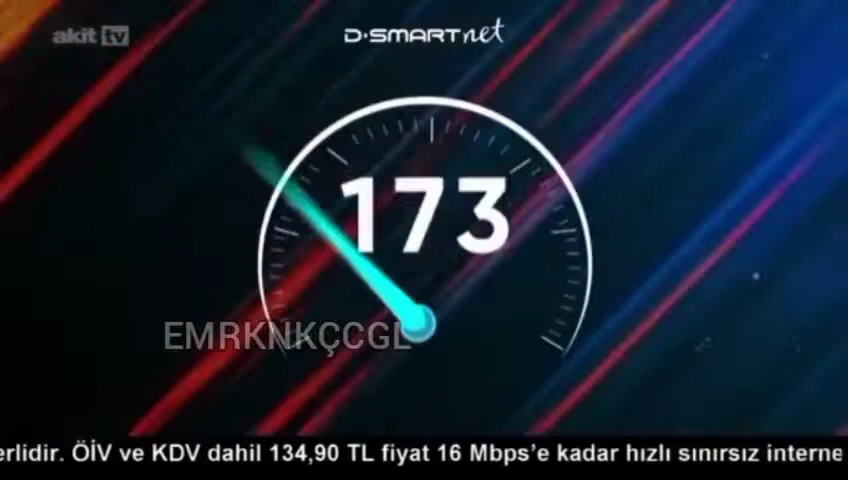 akit tv
D·SMARTnet
173
EMRKNKÇCGL
erlidir. ÖİV ve KDV dahil 134,90 TL fiyat 16 Mbps'e kadar hızlı sınırsız interne